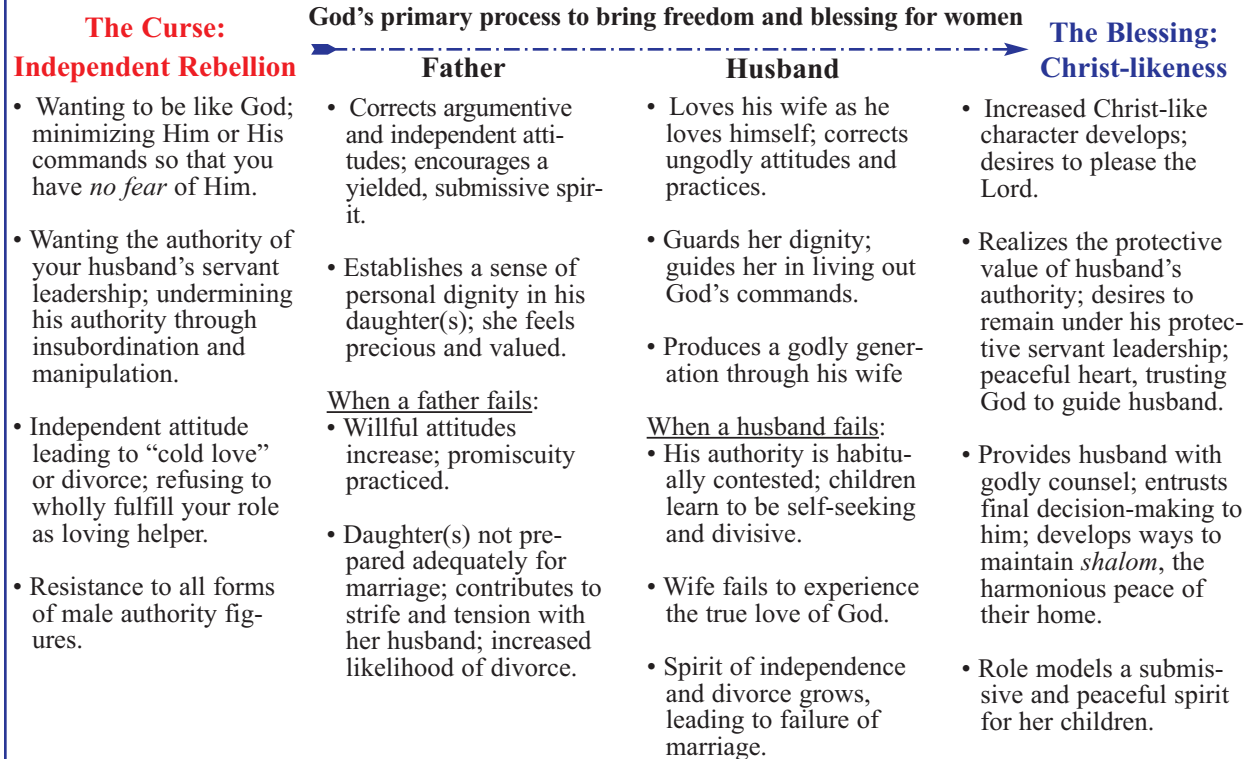 God’s primary process to bring freedom and blessing for women
The Curse:
Independent Rebellion
• Wanting to be like God;
minimizing Him or His
commands so that you
have no fear of Him.
• Wanting the authority of
your husband’s servant
leadership; undermining
his authority through
insubordination and
manipulation.
• Independent attitude
leading to “cold love”
or divorce; refusing to
wholly fulfill your role
as loving helper.
• Resistance to all forms
of male authority fig-
ures.
Father
• Corrects argumentive
and independent atti-
tudes; encourages a
yielded, submissive spir-
it.
• Establishes a sense of
personal dignity in his
daughter(s); she feels
precious and valued.
When a father fails:
• Willful attitudes
increase; promiscuity
practiced.
• Daughter(s) not pre-
pared adequately for
marriage; contributes to
strife and tension with
her husband; increased
likelihood of divorce.
Husband
• Loves his wife as he
loves himself; corrects
ungodly attitudes and
practices.
• Guards her dignity;
guides her in living out
God’s commands.
• Produces a godly gener-
ation through his wife
When a husband fails:
• His authority is habitu-
ally contested; children
learn to be self-seeking
and divisive.
• Wife fails to experience
the true love of God.
• Spirit of independence
and divorce grows,
leading to failure of
marriage.
The Blessing:
Christ-likeness
• Increased Christ-like
character develops;
desires to please the
Lord.
• Realizes the protective
value of husband’s
authority; desires to
remain under his protec-
tive servant leadership;
peaceful heart, trusting
God to guide husband.
• Provides husband with
godly counsel; entrusts
final decision-making to
him; develops ways to
maintain shalom, the
harmonious peace of
their home.
• Role models a submis-
sive and peaceful spirit
for her children.